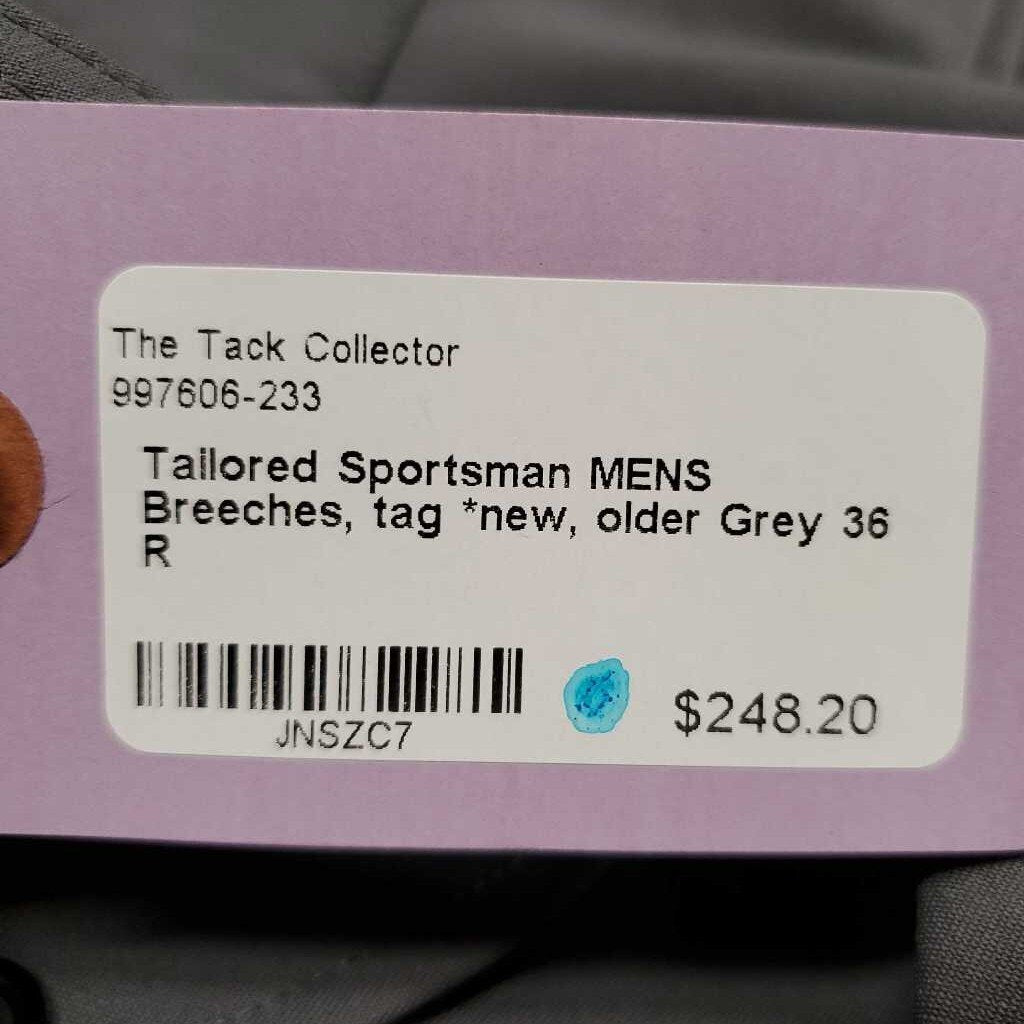 The Tack Collector
997606-233
Tailored Sportsman MENS
Breeches, tag *new, older Grey 36
R
JNSZC7
$248.20